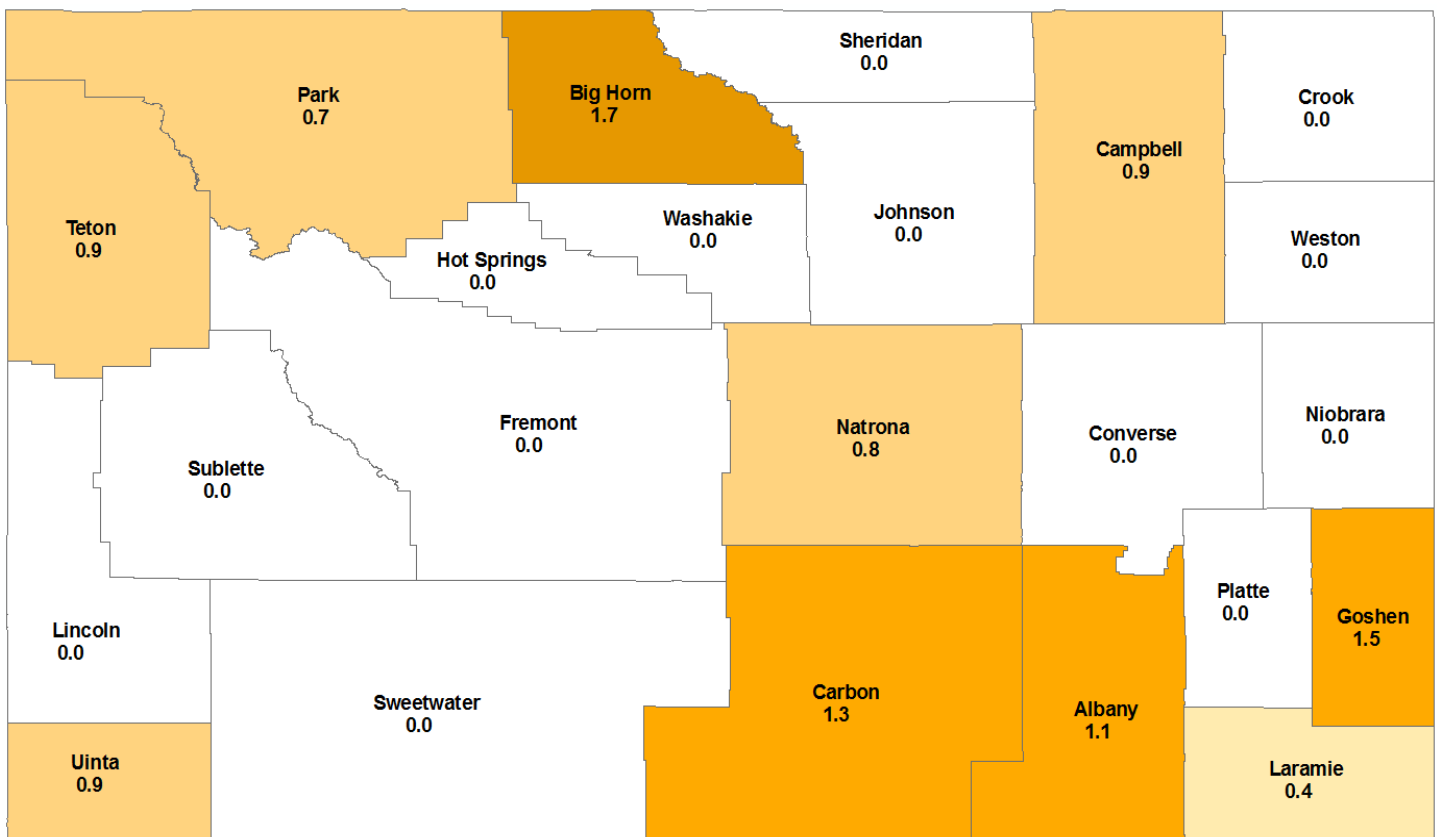 Sheridan
0.0
Park
0.7
Big Horn
1.7
Crook
0.0
Campbell
0.9
Teton
0.9
Washakie
0.0
Johnson
0.0
Weston
0.0
Hot Springs
0.0
Fremont
0.0
Natrona
0.8
Converse
0.0
Niobrara
0.0
Sublette
0.0
Platte
0.0
Goshen
1.5
Lincoln
0.0
Sweetwater
0.0
Carbon
1.3
Albany
1.1
Uinta
0.9
Laramie
0.4